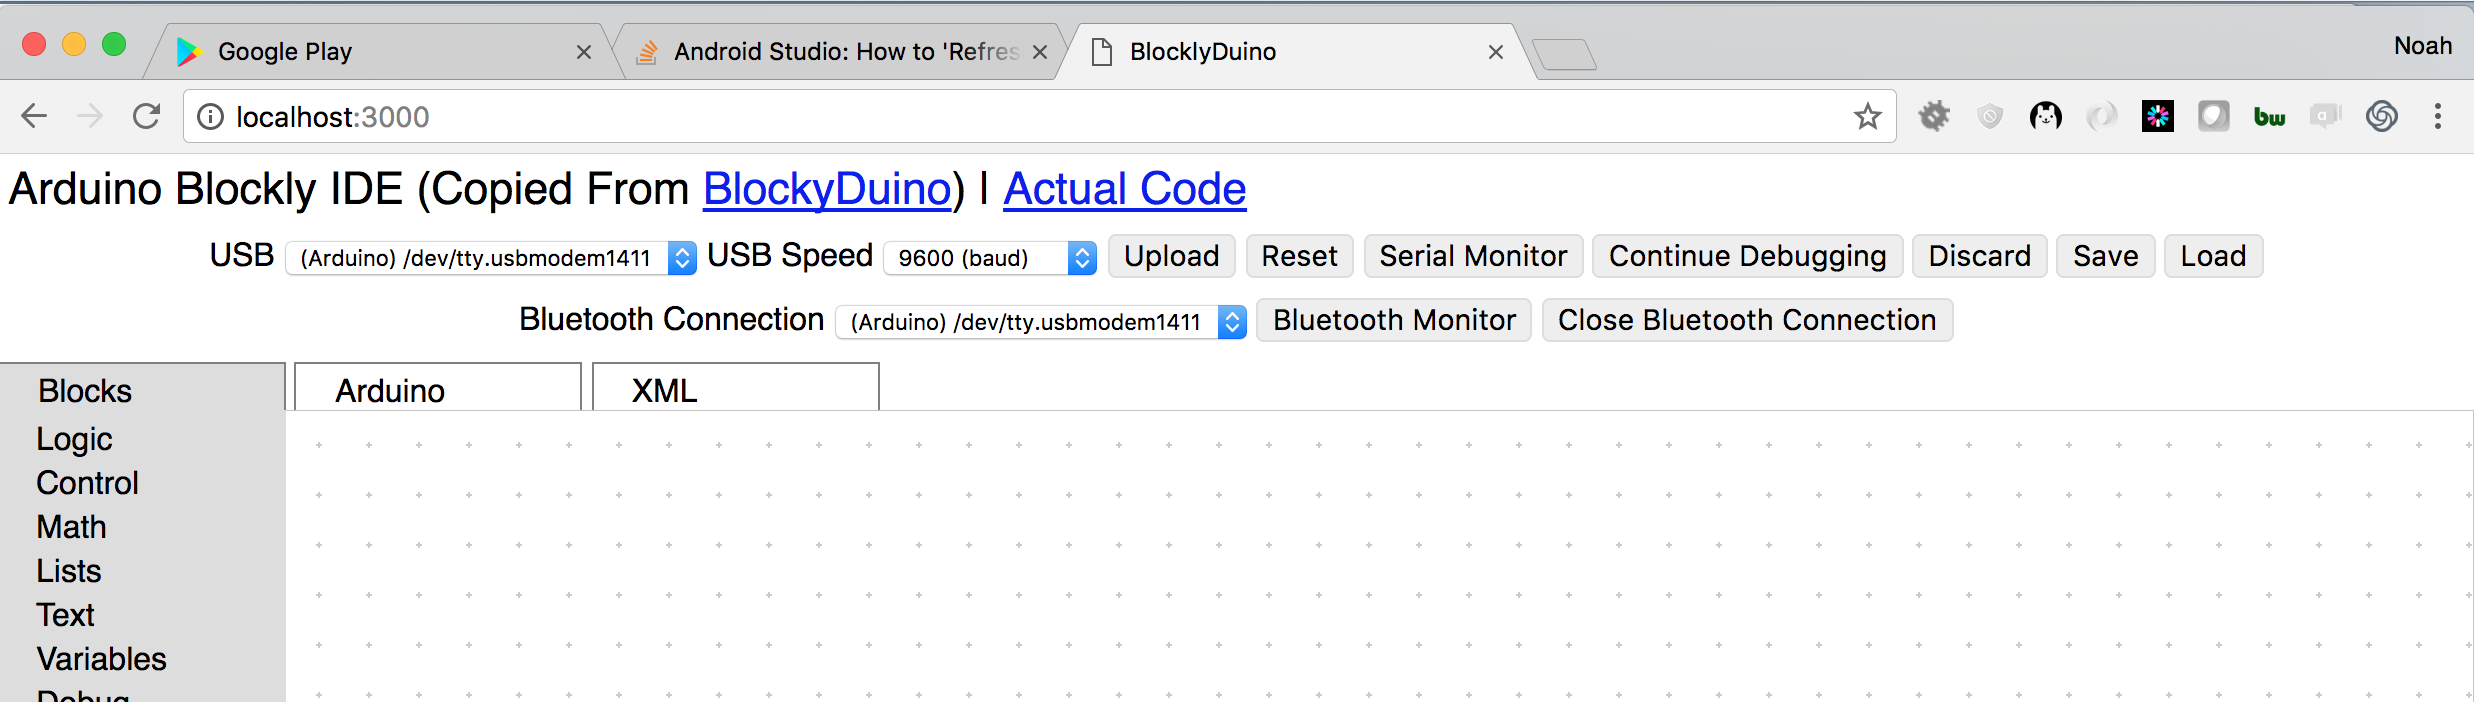 Google Play
Android Studio: How to 'Refres
BlocklyDuino
Noah
localhost:3000
bw
a
Arduino Blockly IDE (Copied From BlockyDuino) | Actual Code
USB (Arduino) /dev/tty.usbmodem1411 USB Speed 9600 (baud) Upload Reset Serial Monitor Continue Debugging Discard Save Load
Bluetooth Connection (Arduino) /dev/tty.usbmodem1411 Bluetooth Monitor Close Bluetooth Connection
Blocks Arduino XML
Logic
Control
Math
Lists
Text
Variables
Debug